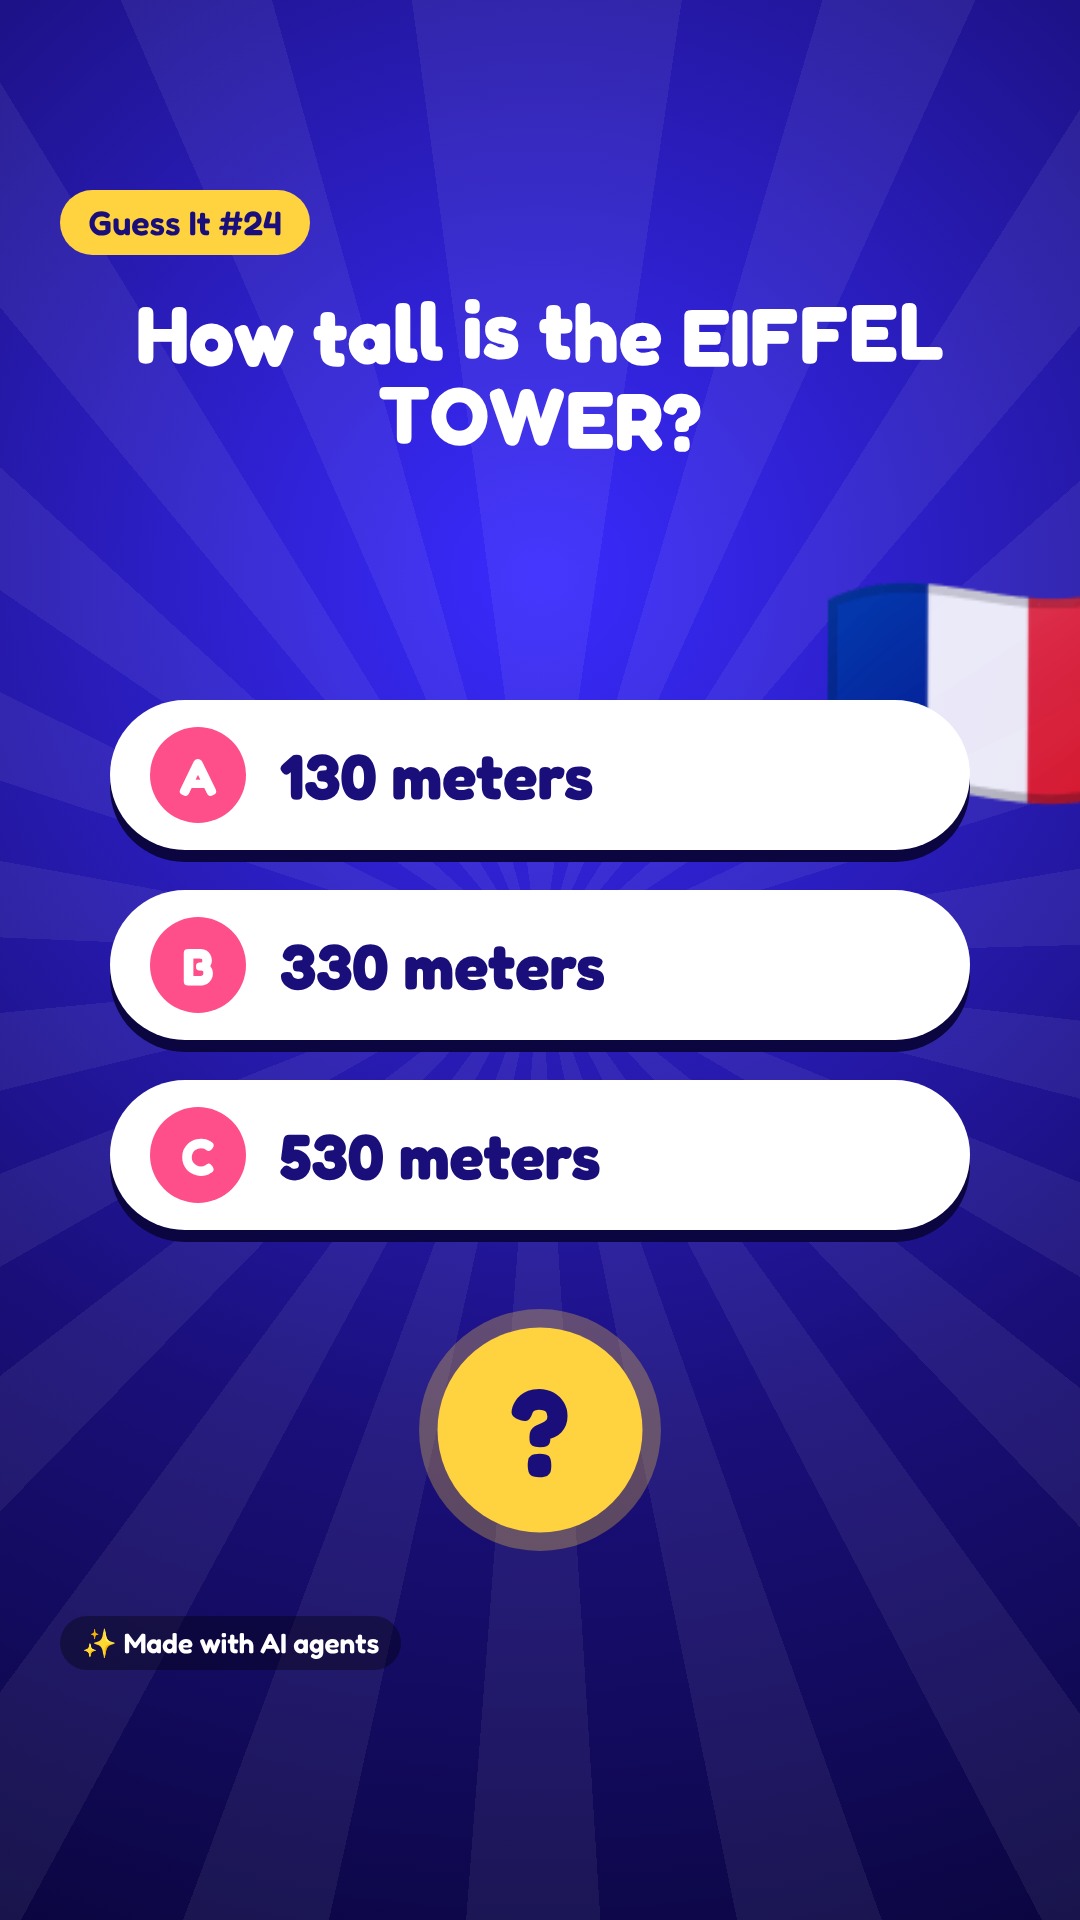 Guess It #24
How tall is the EIFFEL
TOWER?
A 130 meters
B 330 meters
C 530 meters
?
✨ Made with AI agents